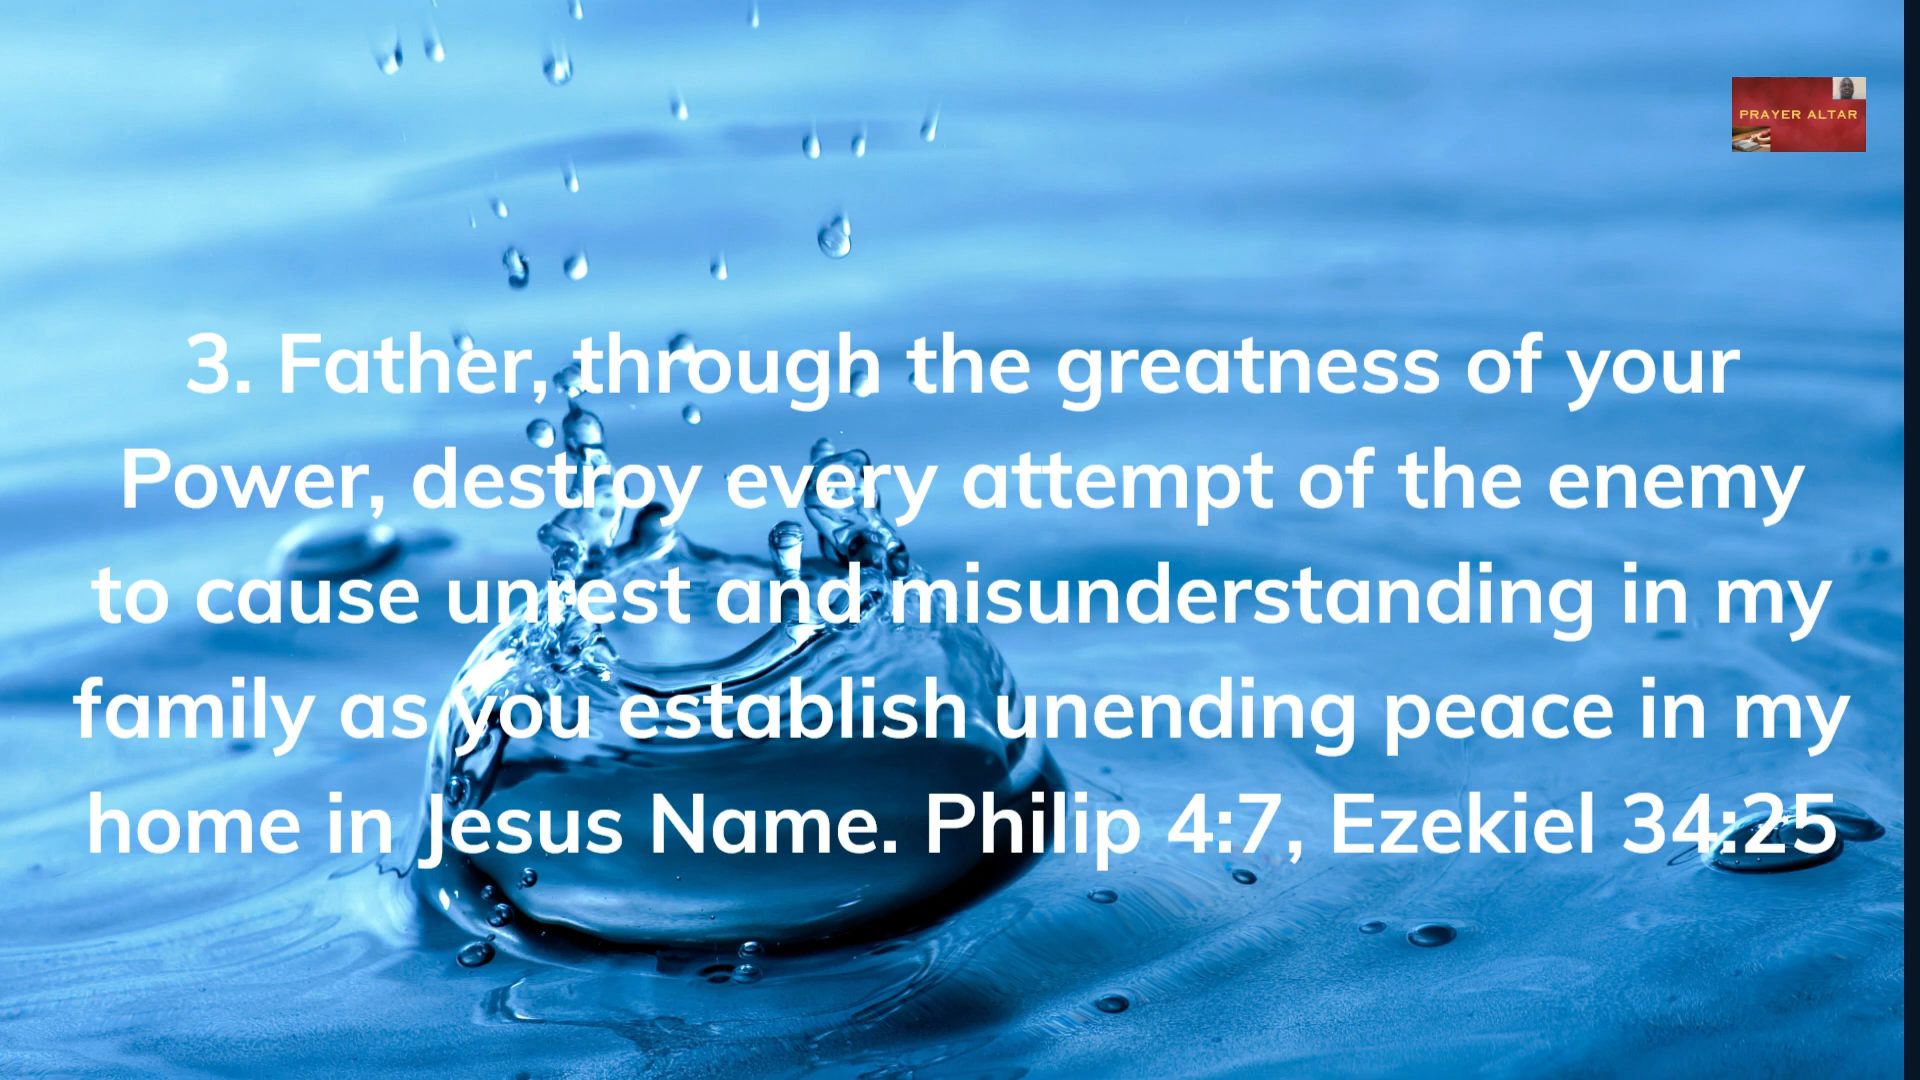 PRAYER ALTAR
3. Father, through the greatness of your
Power, destroy every attempt of the enemy
to cause unrest and misunderstanding in my
family as you establish unending peace in my
home in Jesus Name. Philip 4:7, Ezekiel 34:25